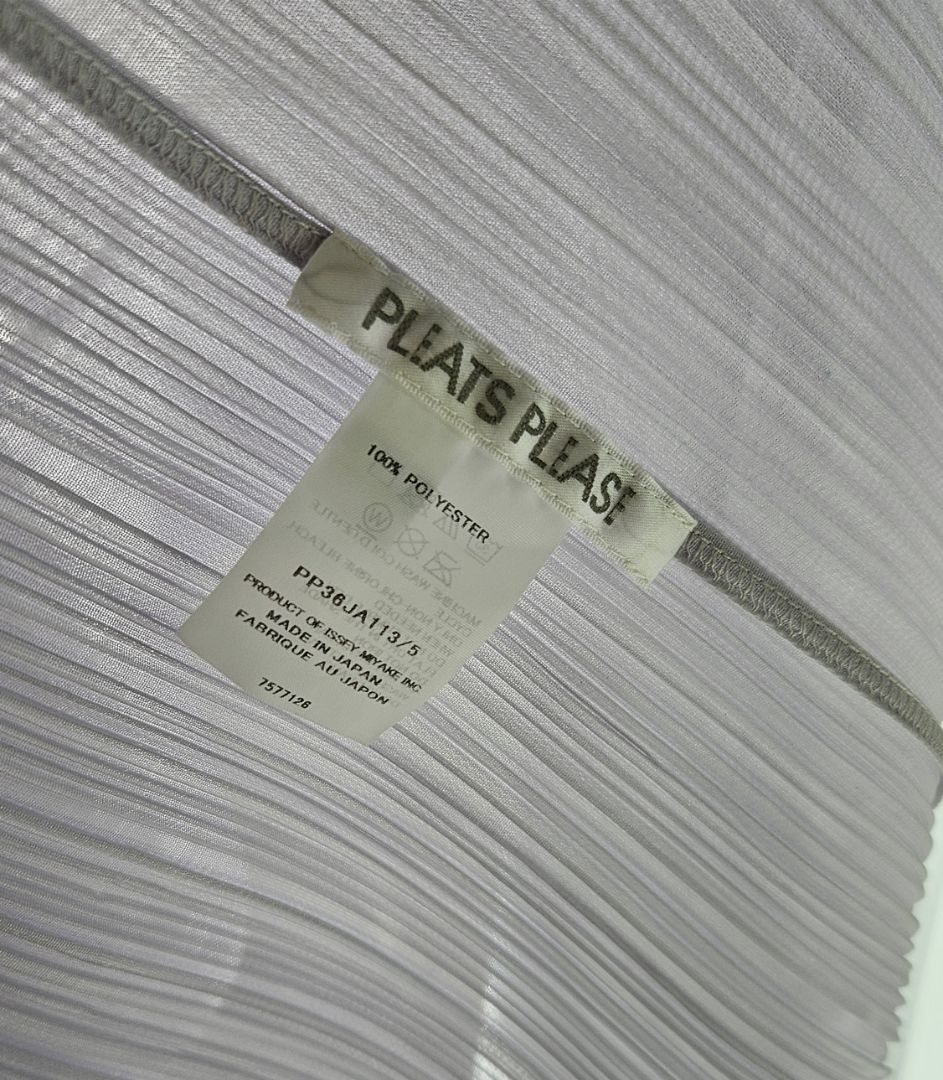 PLEATS PLEASE
100% POLYESTER
W
PP36JA113/5
PRODUCT OF ISSEY MIYAKE INC.
MADE IN JAPAN
FABRIQUE AU JAPON
7577126